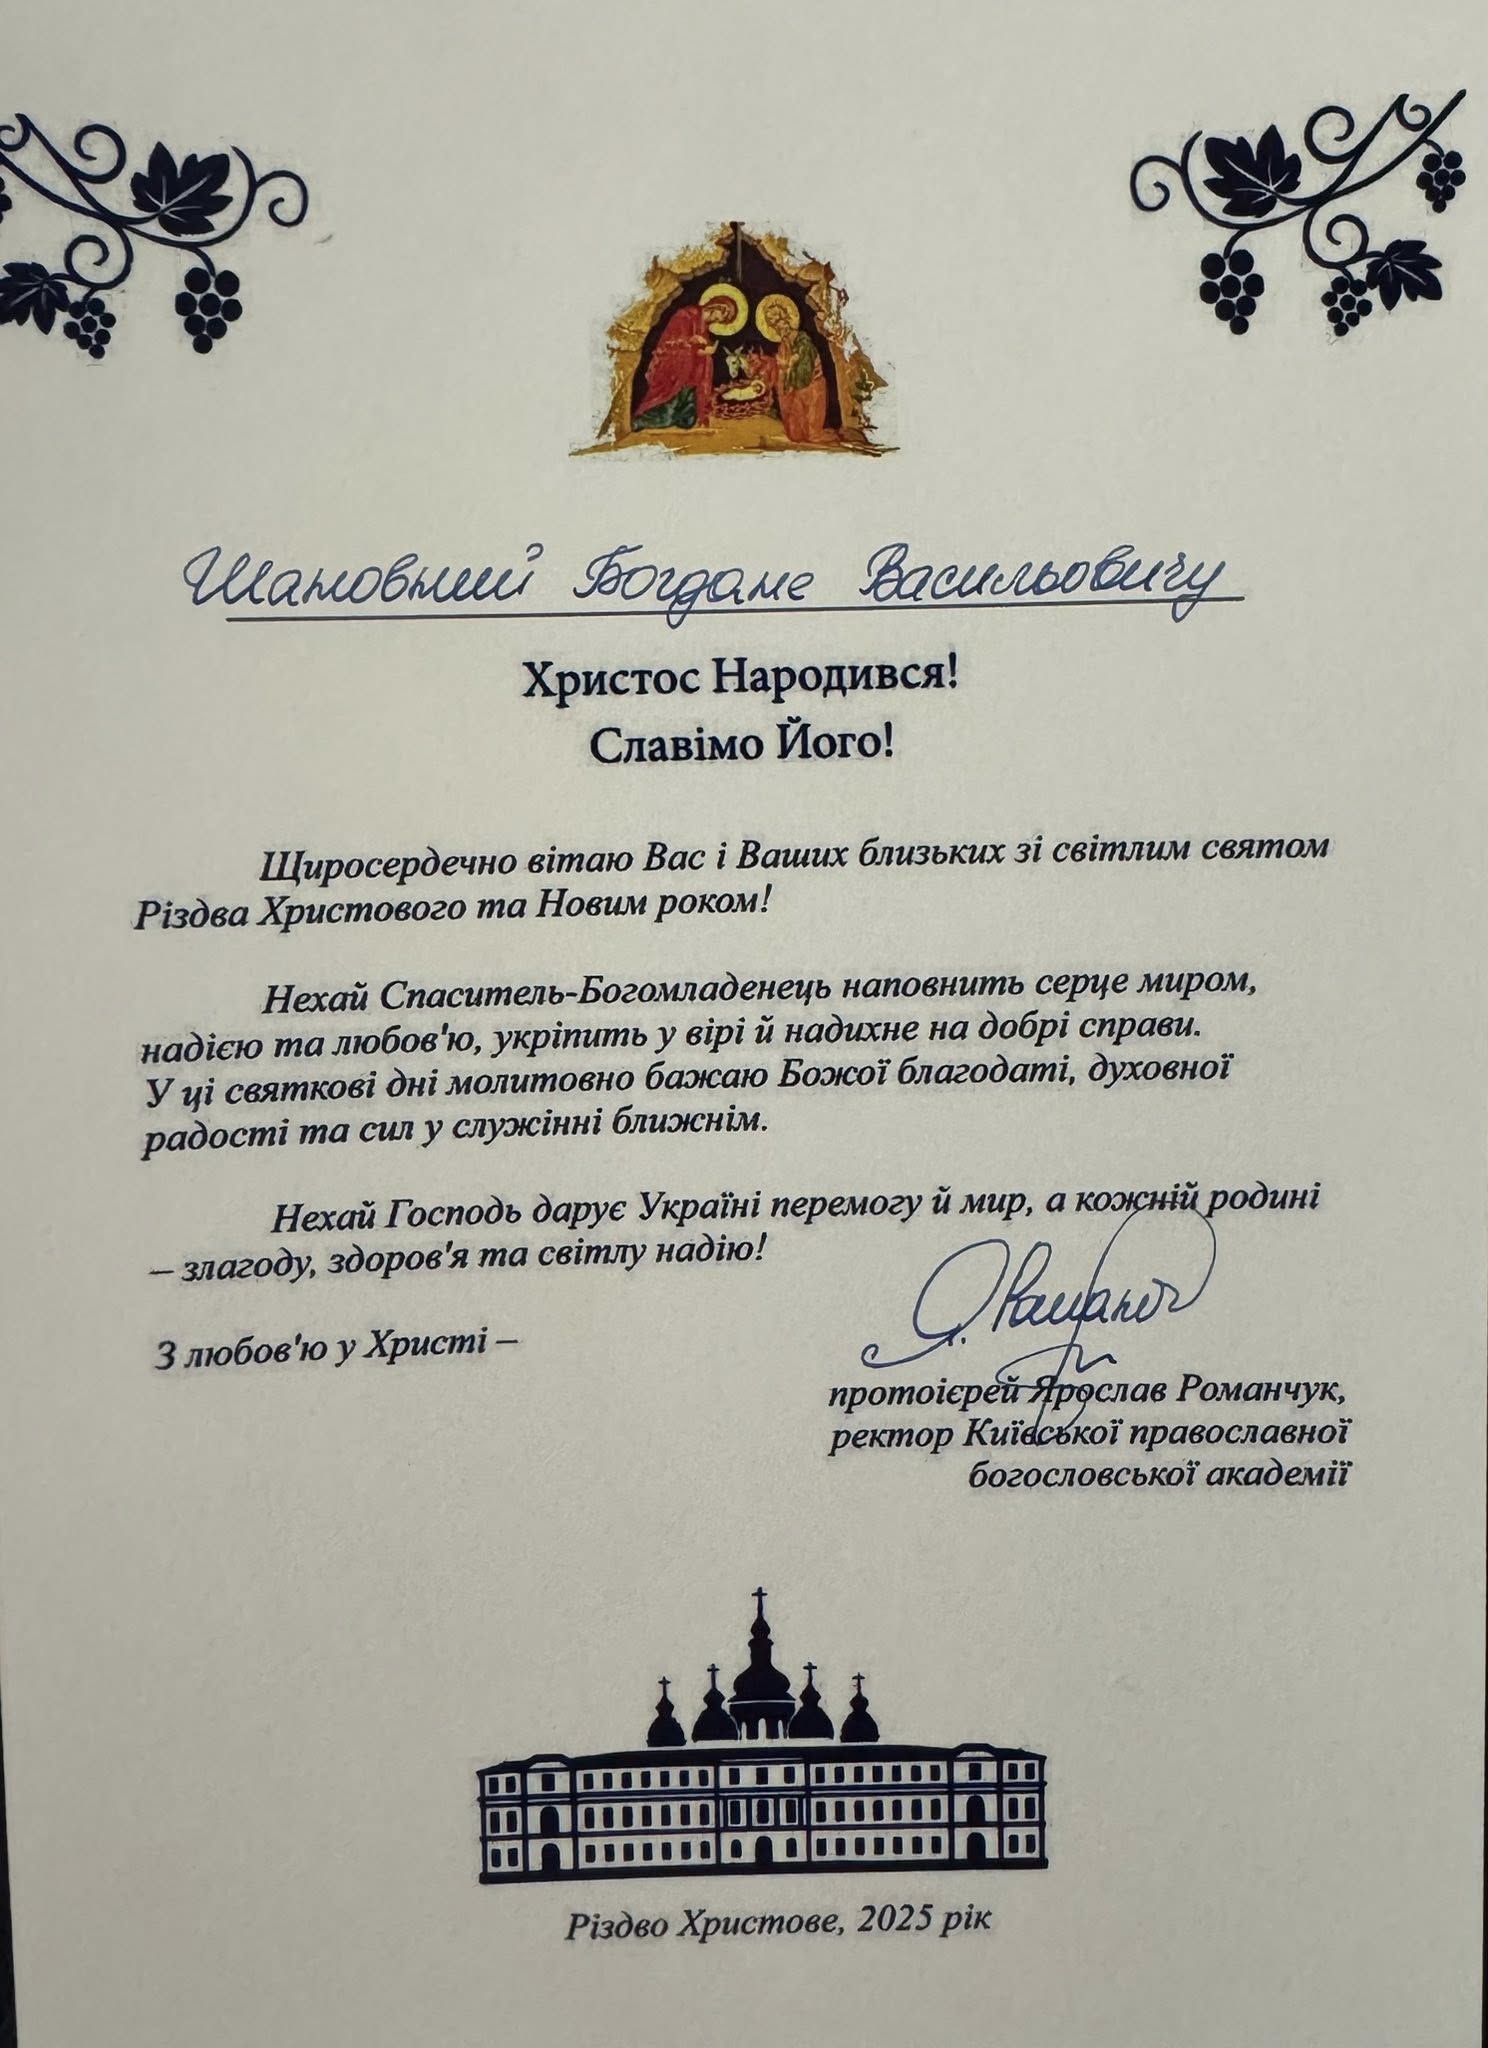 Шановний Богдане Васильовичу
Христос Народився!
Славімо Його!
Щиросердечно вітаю Вас і Ваших близьких зі світлим святом
Різдва Христового та Новим роком!
Нехай Спаситель-Богомладенець наповнить серце миром,
надією та любов'ю, укріпить у вірі й надихне на добрі справи.
У ці святкові дні молитовно бажаю Божої благодаті, духовної
радості та сил у служінні ближнім.
Нехай Господь дарує Україні перемогу й мир, а кожній родині
– злагоду, здоров'я та світлу надію!
З любов'ю у Христі –
протоієрей Ярослав Романчук,
ректор Київської православної
богословської академії
Різдво Христове, 2025 рік